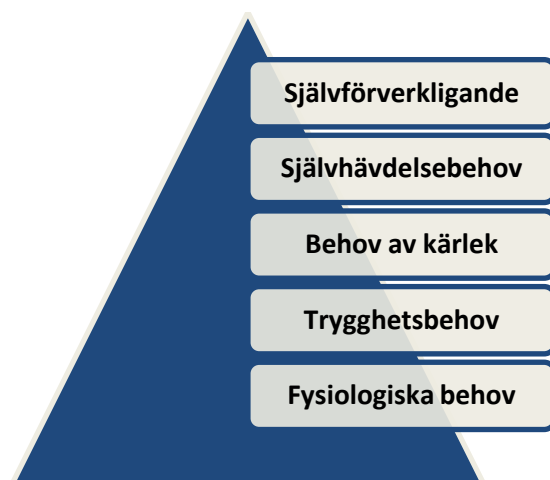 Självförverkligande
Självhävdelsebehov
Behov av kärlek
Trygghetsbehov
Fysiologiska behov